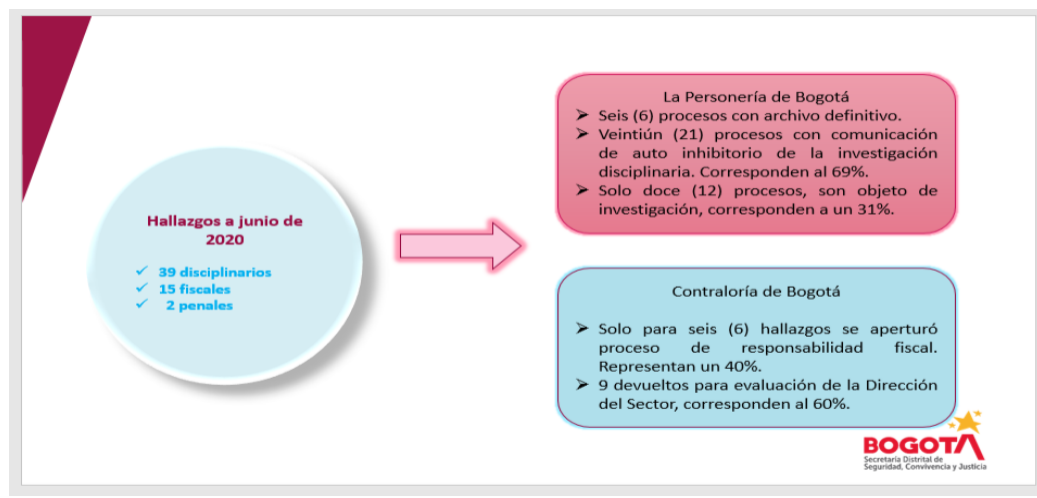 Hallazgos a junio de
2020
✓ 39 disciplinarios
✓ 15 fiscales
✓ 2 penales
La Personería de Bogotá
➤ Seis (6) procesos con archivo definitivo.
➤ Veintiún (21) procesos con comunicación
de auto inhibitorio de la investigación
disciplinaria. Corresponden al 69%.
➤ Solo doce (12) procesos, son objeto de
investigación, corresponden a un 31%.
Contraloría de Bogotá
➤ Solo para seis (6) hallazgos se aperturó
proceso de responsabilidad fiscal.
Representan un 40%.
➤ 9 devueltos para evaluación de la Dirección
del Sector, corresponden al 60%.
BOGOTÁ
Secretaría Distrital de
Seguridad, Convivencia y Justicia